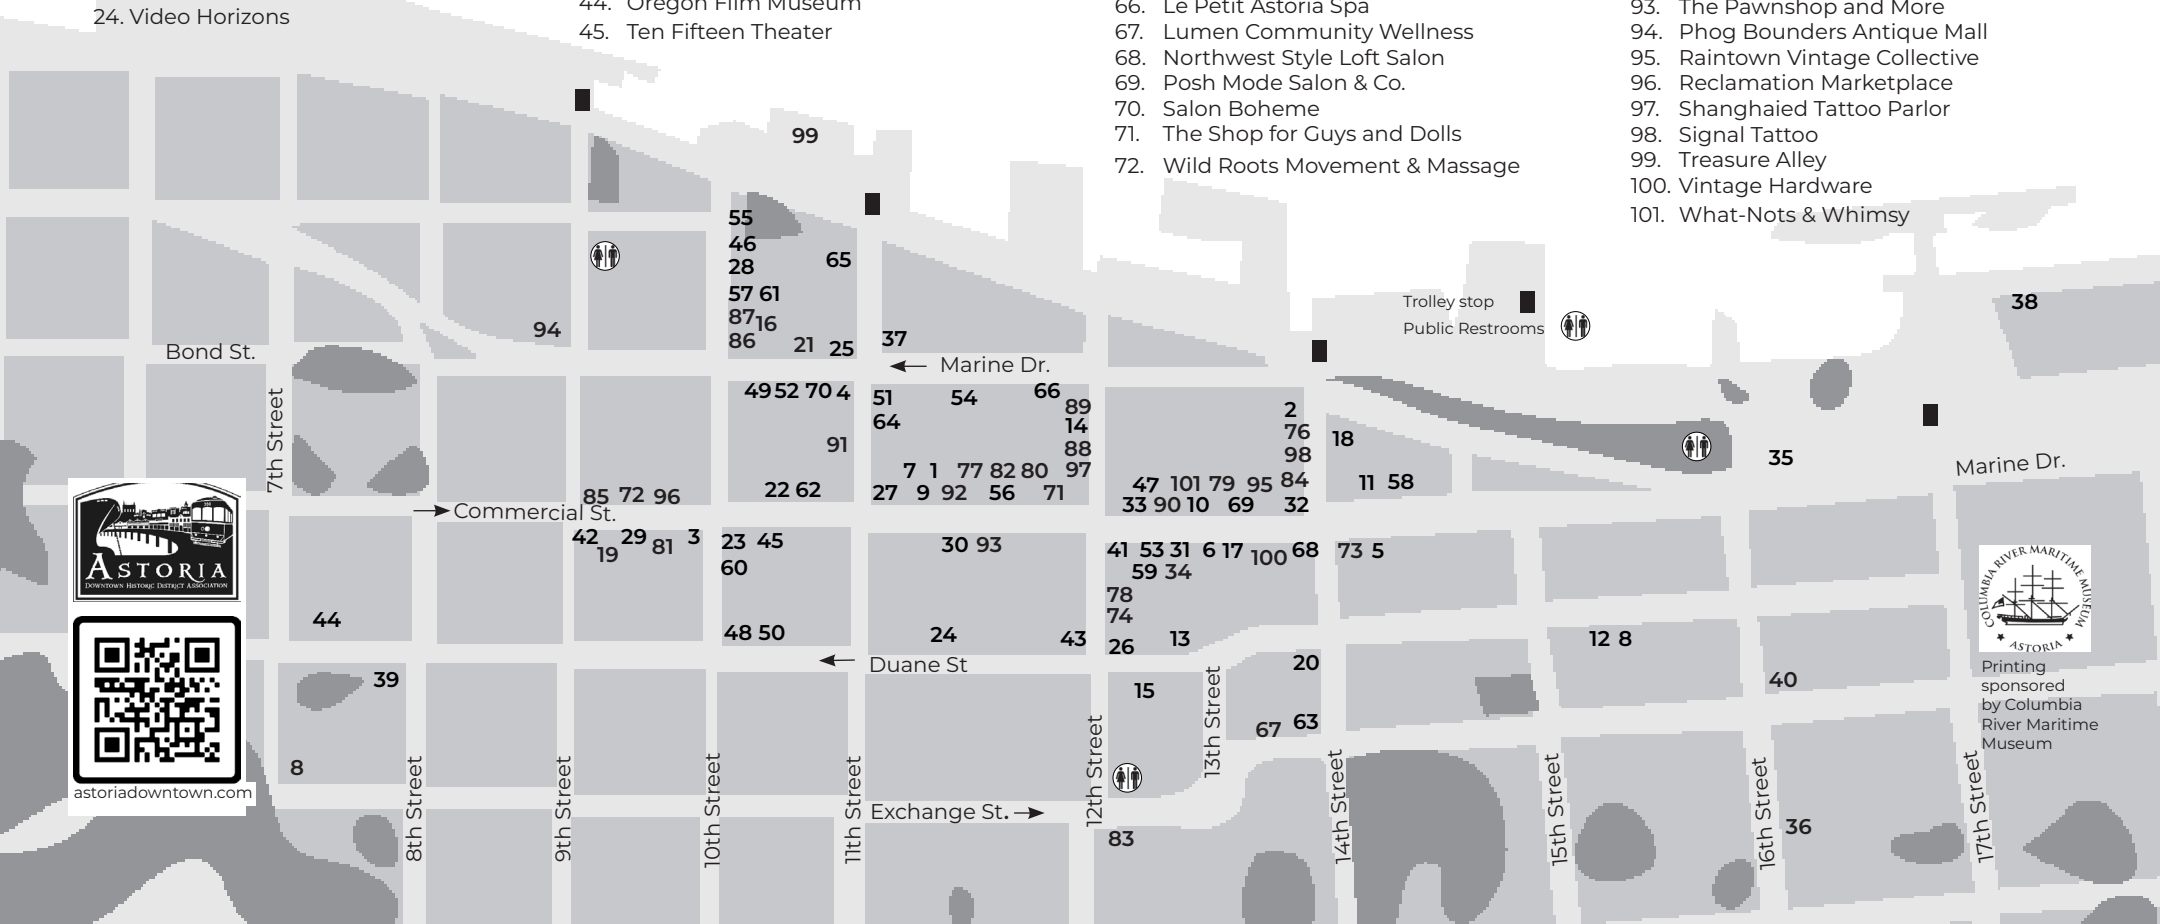 24. Video Horizons
44. Oregon Film Museum
45. Ten Fifteen Theater
66. Le Petit Astoria Spa
67. Lumen Community Wellness
68. Northwest Style Loft Salon
69. Posh Mode Salon & Co.
70. Salon Boheme
71. The Shop for Guys and Dolls
72. Wild Roots Movement & Massage
93. The Pawnshop and More
94. Phog Bounders Antique Mall
95. Raintown Vintage Collective
96. Reclamation Marketplace
97. Shanghaied Tattoo Parlor
98. Signal Tattoo
99. Treasure Alley
100. Vintage Hardware
101. What-Nots & Whimsy
99
55
46
28
65
57 61
87 16
86
21 25
94
37
Trolley stop
Public Restrooms
38
Bond St.
Marine Dr.
7th Street
49 52 70 4
51
54
66
89
64
14
91
88
7 1 77 82 80 97
22 62
27 9 92 56 71
85 72 96
2
76
98
18
47 101 79 95 84
33 90 10 69 32
11 58
35
Marine Dr.
Commercial St.
42 29 3
19 81
23 45
60
30 93
41 53 31 6 17 100 68
59 34
73 5
78
74
44
48 50
24
43
26
13
12 8
Duane St
20
39
15
67 63
40
8
13th Street
12th Street
8th Street
9th Street
10th Street
11th Street
Exchange St.
14th Street
15th Street
16th Street
17th Street
83
36
ASTORIA
DOWNTOWN HISTORIC DISTRICT ASSOCIATION
astoriadowntown.com
COLUMBIA RIVER MARITIME MUSEUM
ASTORIA
Printing
sponsored
by Columbia
River Maritime
Museum